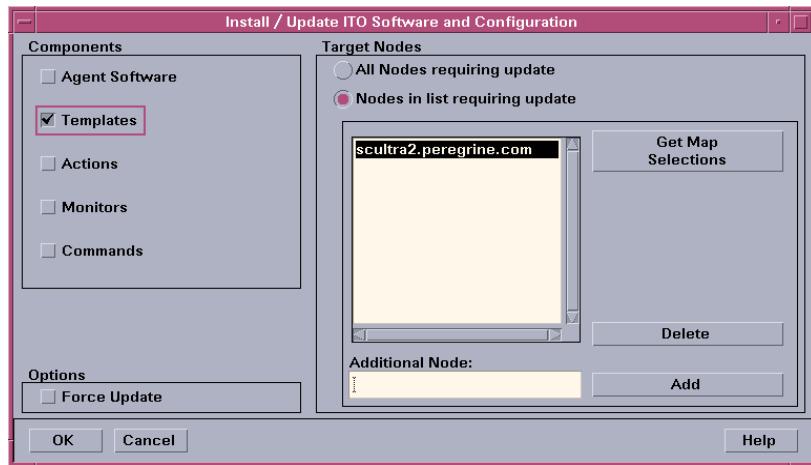 Install / Update ITO Software and Configuration
Components
Agent Software
Templates
Actions
Monitors
Commands
Options
Force Update
Target Nodes
All Nodes requiring update
Nodes in list requiring update
scultra2.peregrine.com
Get Map
Selections
Delete
Additional Node:
Add
OK
Cancel
Help